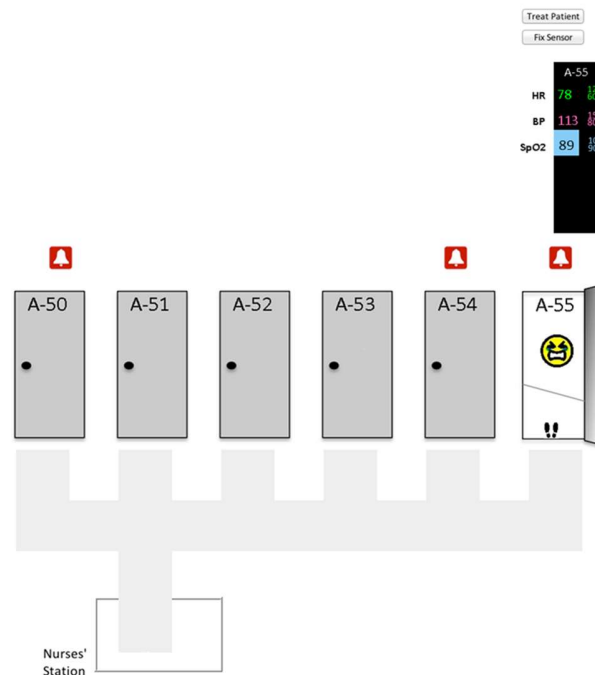 Treat Patient
Fix Sensor
A-55
HR 78
BP 113
SpO2 89
A-50 A-51 A-52 A-53 A-54 A-55
Nurses'
Station